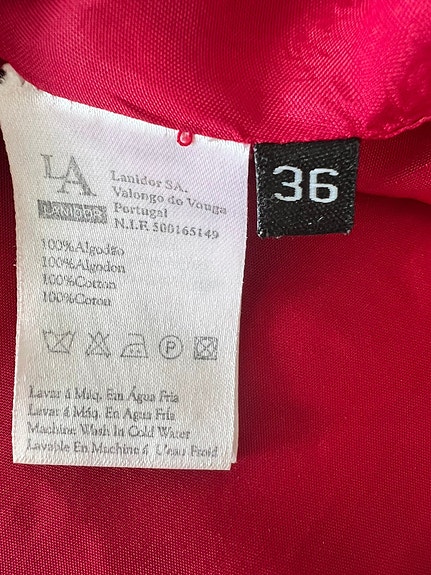 LA
LANIDOR
Lanidor SA.
Valongo do Vouga
Portugal
N.I.F. 500165149
36
100%Algodão
100%Algodon
100%Cotton
100%Coton
P
Lavar á Máq. Em Água Fria
Lavar á Máq. En Agua Fria
Machine Wash In Cold Water
Lavable En Machine á L'eau Froid